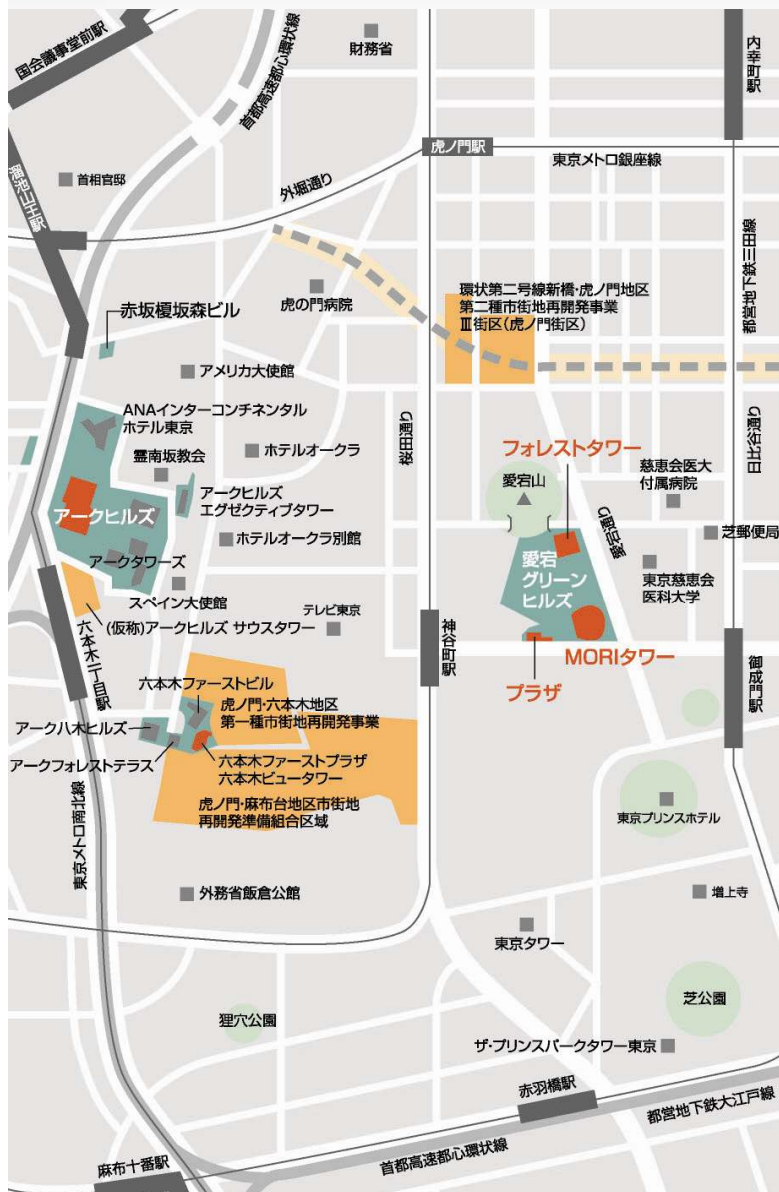 国会議事堂前駅
首都高速都心環状線
財務省
内幸町駅
溜池山王駅
首相官邸
外堀通り
虎ノ門駅
東京メトロ銀座線
都営地下鉄三田線
虎の門病院
環状第二号線新橋・虎ノ門地区
第二種市街地再開発事業
Ⅲ街区(虎ノ門街区)
赤坂榎坂森ビル
アメリカ大使館
ANAインターコンチネンタル
ホテル東京
霊南坂教会
ホテルオークラ
桜田通り
フォレストタワー
日比谷通り
愛宕山
慈恵会医大
付属病院
アークヒルズ
アークヒルズ
エグゼクティブタワー
愛宕通り
芝郵便局
ホテルオークラ別館
アークタワーズ
愛宕
グリーン
ヒルズ
東京慈恵会
医科大学
スペイン大使館
(仮称)アークヒルズ サウスタワー
テレビ東京
神谷町駅
プラザ
MORIタワー
御成門駅
六本木一丁目駅
六本木ファーストビル
虎ノ門・六本木地区
第一種市街地再開発事業
アーク八木ヒルズ
アークフォレストテラス
六本木ファーストプラザ
六本木ビュータワー
虎ノ門・麻布台地区市街地
再開発準備組合区域
東京メトロ南北線
東京プリンスホテル
外務省飯倉公館
増上寺
東京タワー
狸穴公園
芝公園
ザ・プリンスパークタワー東京
赤羽橋駅
都営地下鉄大江戸線
首都高速都心環状線
麻布十番駅